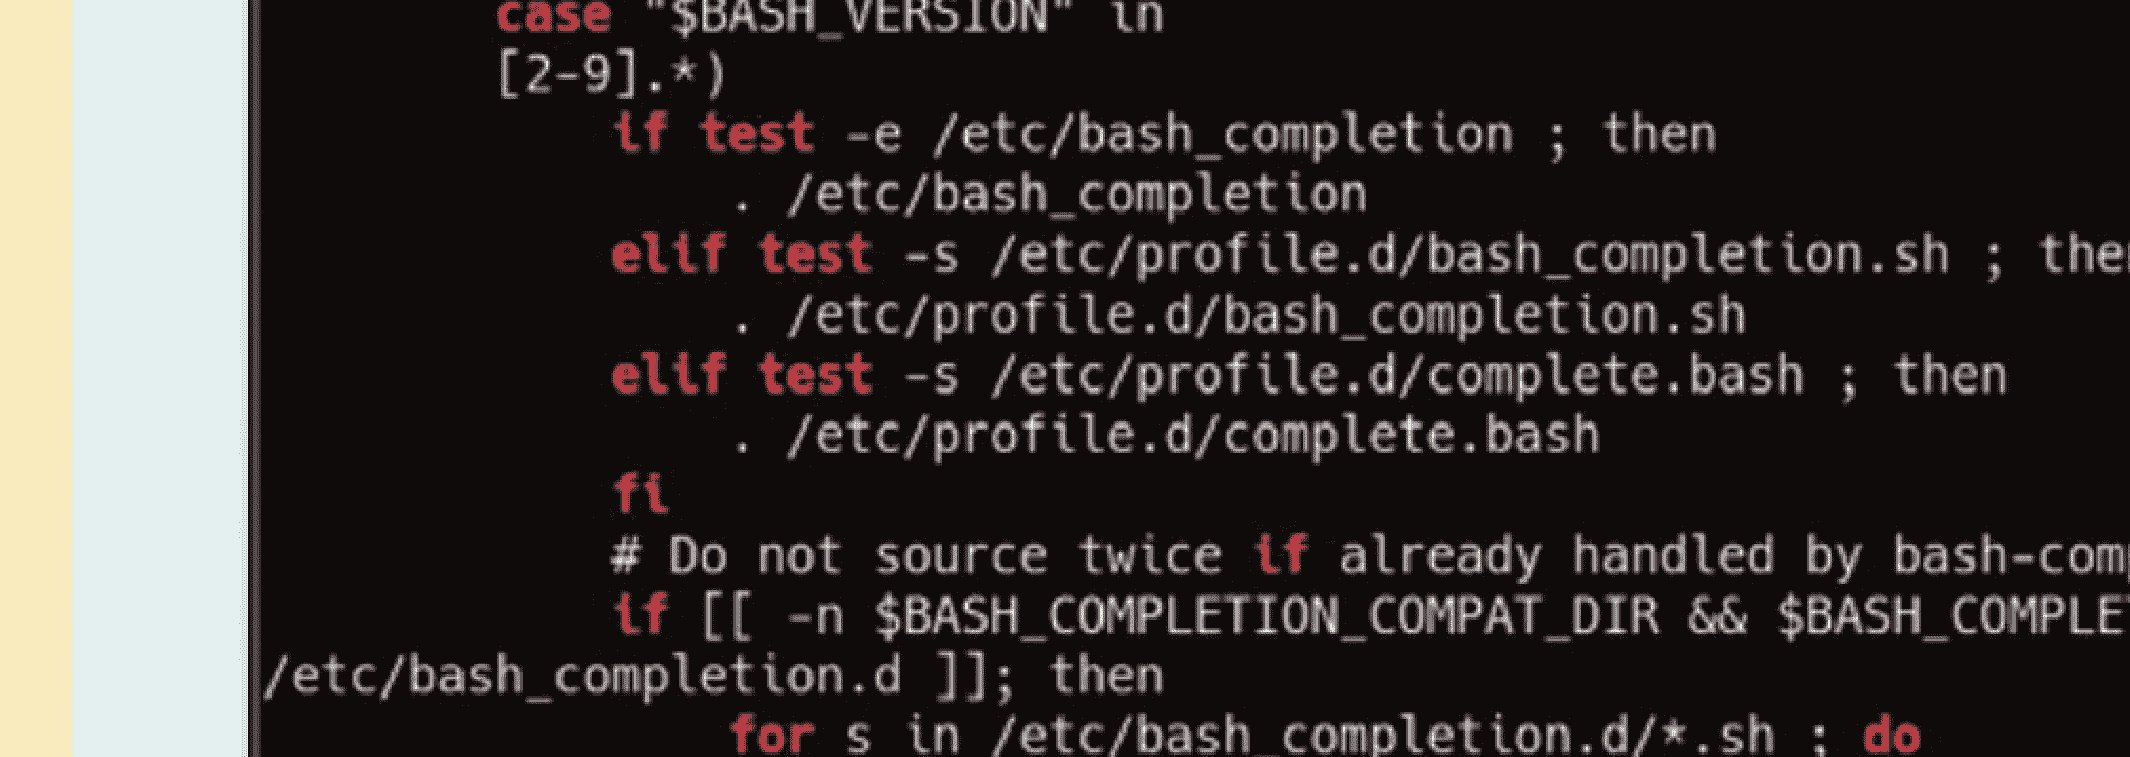 case "$BASH_VERSION" in
[2-9].*)
if test -e /etc/bash_completion ; then
. /etc/bash_completion
elif test -s /etc/profile.d/bash_completion.sh ; then
. /etc/profile.d/bash_completion.sh
elif test -s /etc/profile.d/complete.bash ; then
. /etc/profile.d/complete.bash
fi
# Do not source twice if already handled by bash-com
if [[ -n $BASH_COMPLETION_COMPAT_DIR && $BASH_COMPLE
/etc/bash_completion.d ]]; then
for s in /etc/bash_completion.d/*.sh ; do